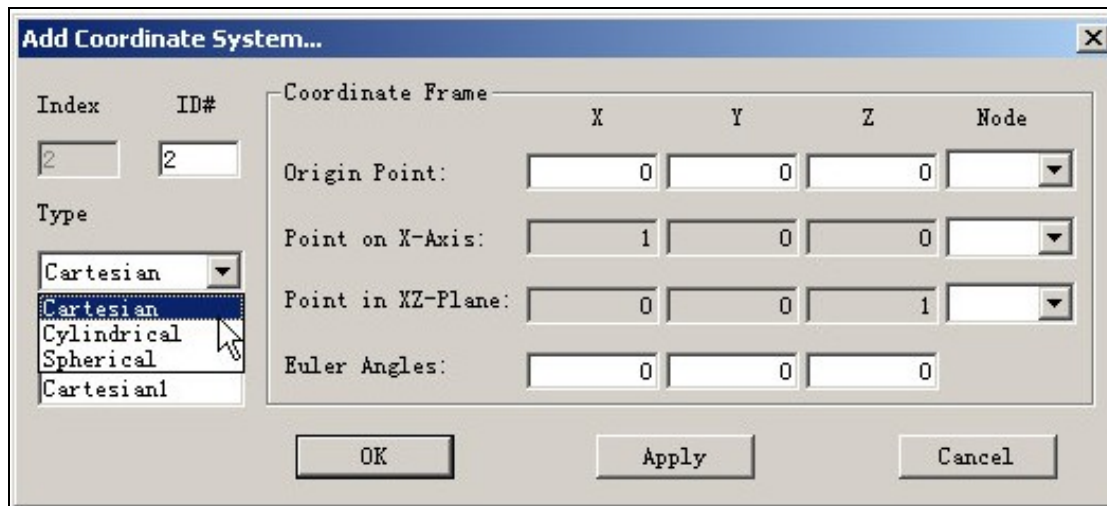 Add Coordinate System...
Index ID#
2 2
Type
Cartesian
Cartesian
Cylindrical
Spherical
Cartesian1
Coordinate Frame
X Y Z Node
Origin Point: 0 0 0
Point on X-Axis: 1 0 0
Point in XZ-Plane: 0 0 1
Euler Angles: 0 0 0
OK Apply Cancel